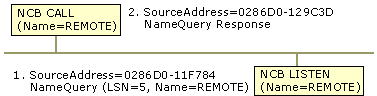 NCB CALL
(Name=REMOTE)
2. SourceAddress=0286D0-129C3D
NameQuery Response
1. SourceAddress=0286D0-11F784
NameQuery (LSN=5, Name=REMOTE)
NCB LISTEN
(Name=REMOTE)